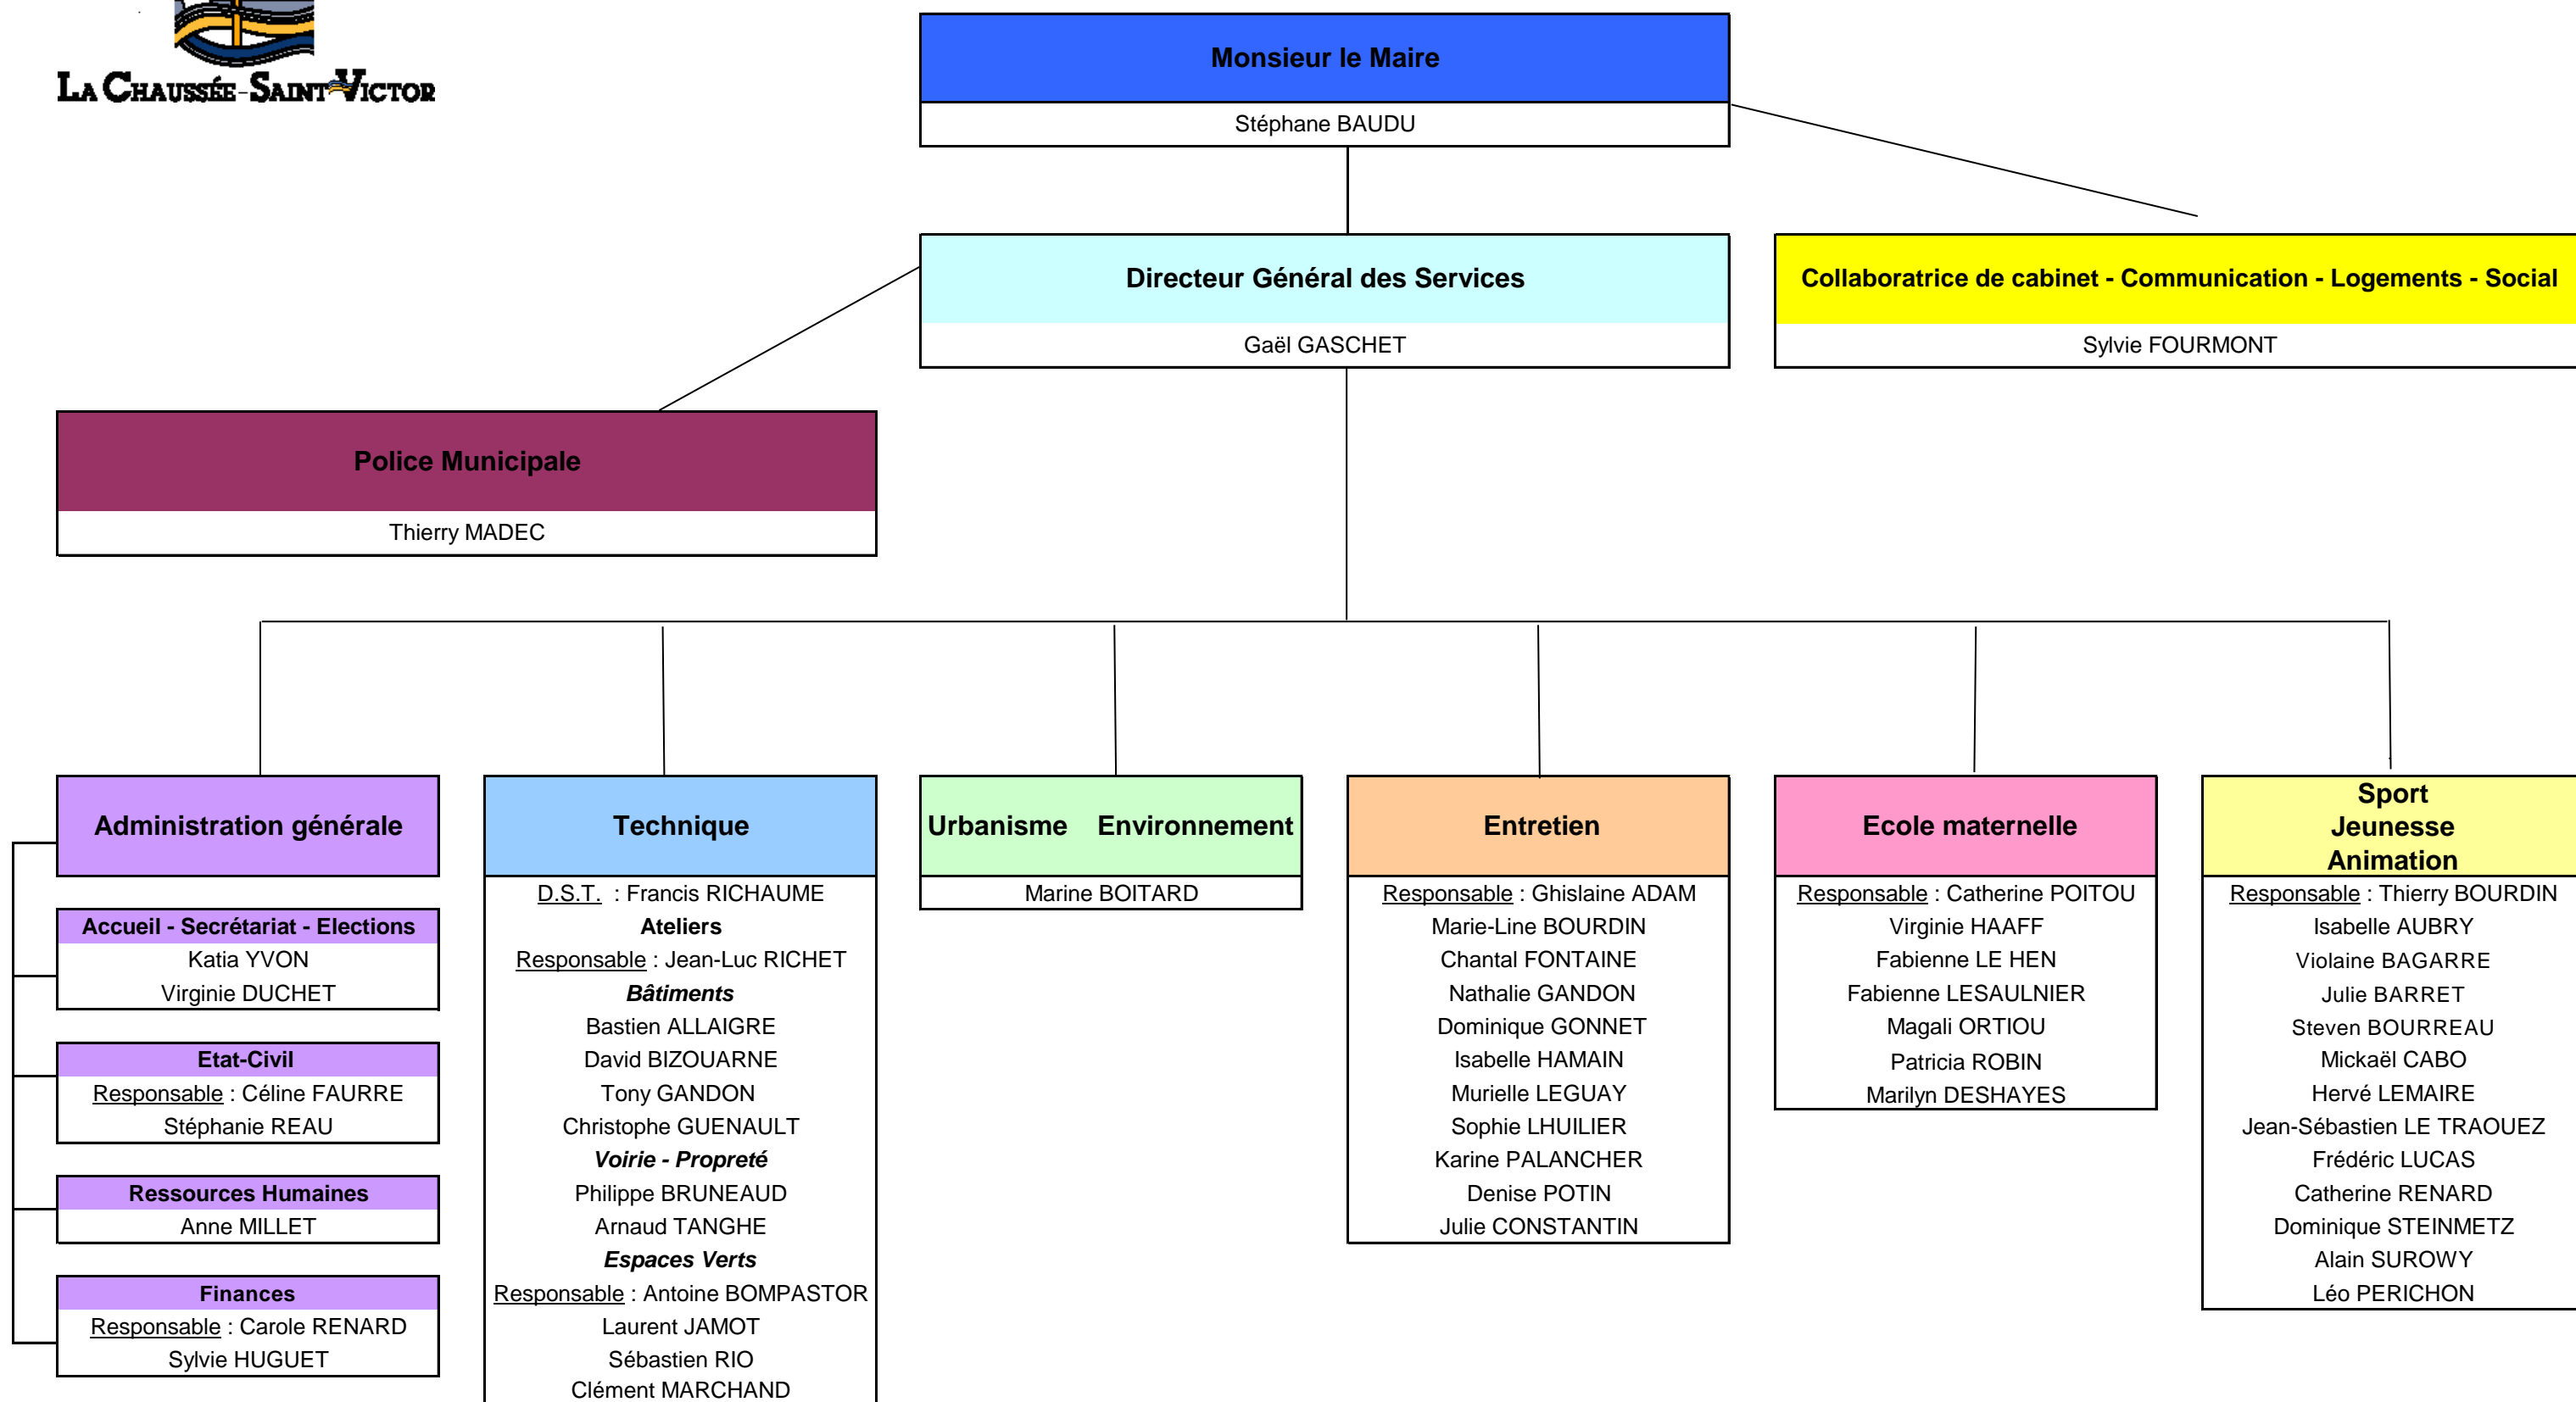 LA CHAUSSÉE-SAINT-VICTOR
Monsieur le Maire
Stéphane BAUDU
Directeur Général des Services
Gaël GASCHET
Collaboratrice de cabinet - Communication - Logements - Social
Sylvie FOURMONT
Police Municipale
Thierry MADEC
Administration générale
Accueil - Secrétariat - Elections
Katia YVON
Virginie DUCHET
Etat-Civil
Responsable : Céline FAURRE
Stéphanie REAU
Ressources Humaines
Anne MILLET
Finances
Responsable : Carole RENARD
Sylvie HUGUET
Technique
D.S.T. : Francis RICHAUME
Ateliers
Responsable : Jean-Luc RICHET
Bâtiments
Bastien ALLAIGRE
David BIZOUARNE
Tony GANDON
Christophe GUENAULT
Voirie - Propreté
Philippe BRUNEAUD
Arnaud TANGHE
Espaces Verts
Responsable : Antoine BOMPASTOR
Laurent JAMOT
Sébastien RIO
Clément MARCHAND
Urbanisme Environnement
Marine BOITARD
Entretien
Responsable : Ghislaine ADAM
Marie-Line BOURDIN
Chantal FONTAINE
Nathalie GANDON
Dominique GONNET
Isabelle HAMAIN
Murielle LEGUAY
Sophie LHUILIER
Karine PALANCHER
Denise POTIN
Julie CONSTANTIN
Ecole maternelle
Responsable : Catherine POITOU
Virginie HAAFF
Fabienne LE HEN
Fabienne LESAULNIER
Magali ORTIOU
Patricia ROBIN
Marilyn DESHAYES
Sport
Jeunesse
Animation
Responsable : Thierry BOURDIN
Isabelle AUBRY
Violaine BAGARRE
Julie BARRET
Steven BOURREAU
Mickaël CABO
Hervé LEMAIRE
Jean-Sébastien LE TRAOUEZ
Frédéric LUCAS
Catherine RENARD
Dominique STEINMETZ
Alain SUROWY
Léo PERICHON